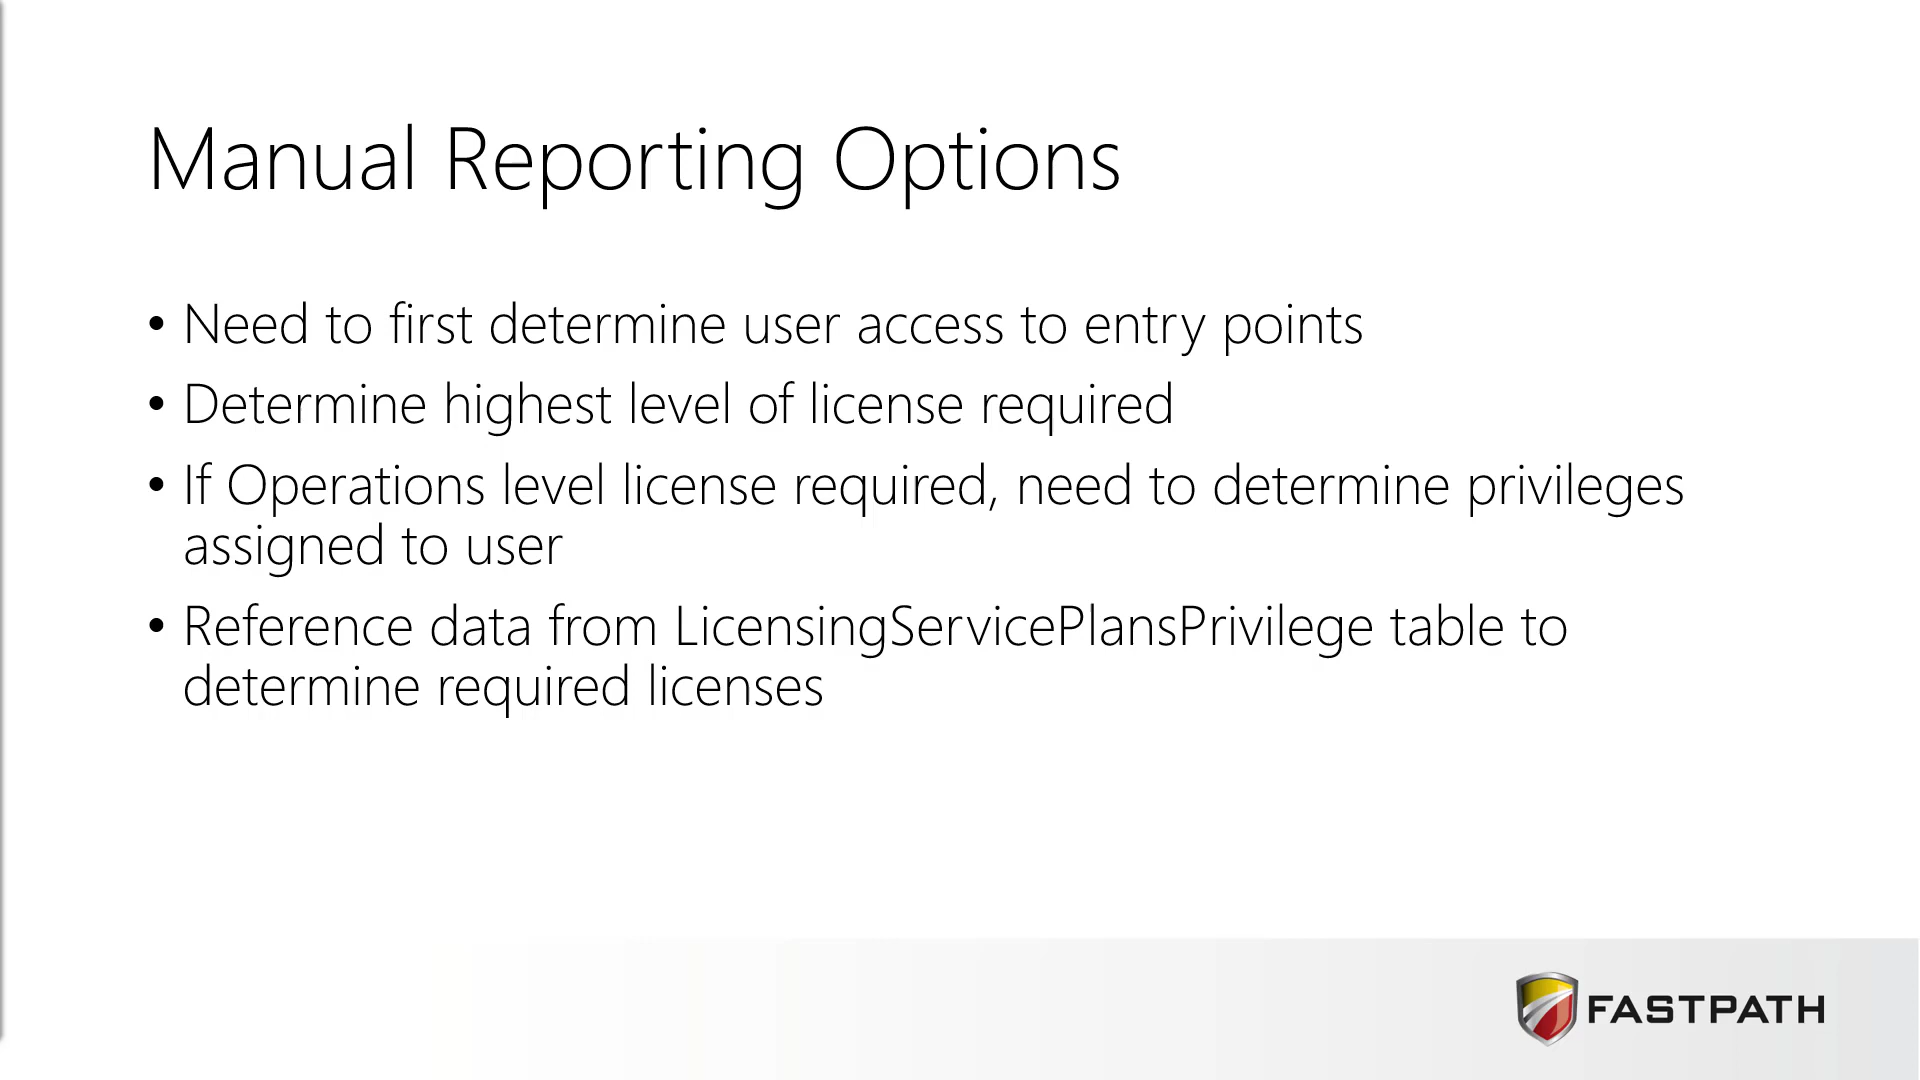 Manual Reporting Options
• Need to first determine user access to entry points
• Determine highest level of license required
• If Operations level license required, need to determine privileges
assigned to user
• Reference data from LicensingServicePlansPrivilege table to
determine required licenses
FASTPATH